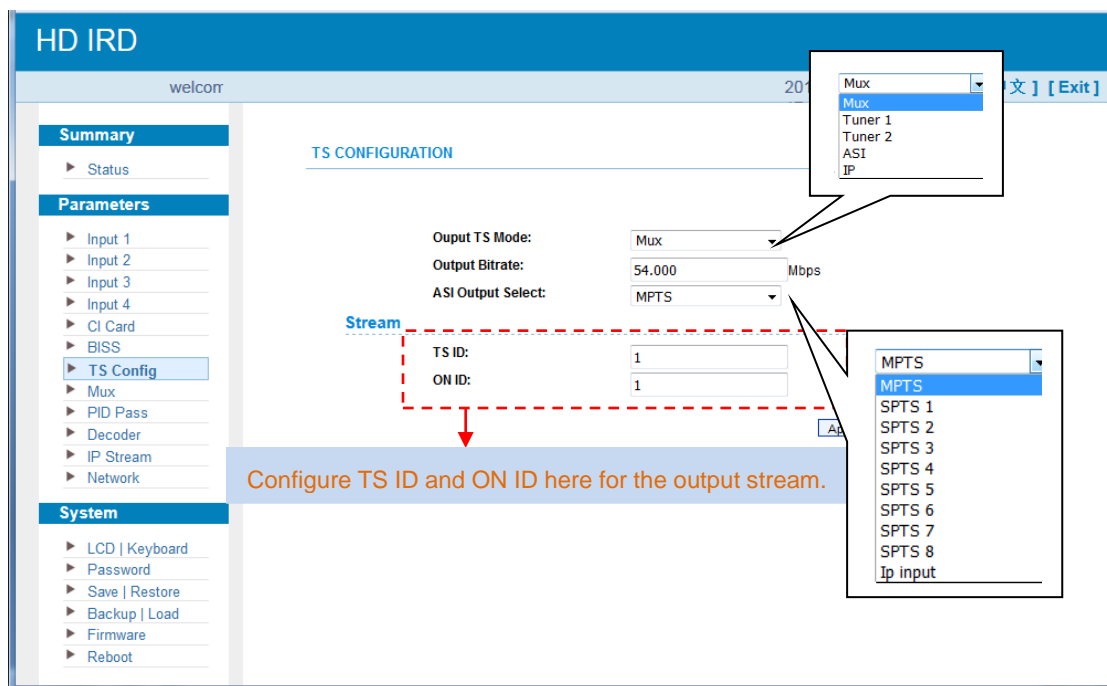 HD IRD
welcom
201
文 ] [ Exit ]
Mux
Mux
Tuner 1
Tuner 2
ASI
IP
Summary
Status
Parameters
Input 1
Input 2
Input 3
Input 4
CI Card
BISS
TS Config
Mux
PID Pass
Decoder
IP Stream
Network
System
LCD | Keyboard
Password
Save | Restore
Backup | Load
Firmware
Reboot
TS CONFIGURATION
Ouput TS Mode: Mux
Output Bitrate: 54.000 Mbps
ASI Output Select: MPTS
Stream
TS ID: 1
ON ID: 1
Ap
Configure TS ID and ON ID here for the output stream.
MPTS
MPTS
SPTS 1
SPTS 2
SPTS 3
SPTS 4
SPTS 5
SPTS 6
SPTS 7
SPTS 8
Ip input